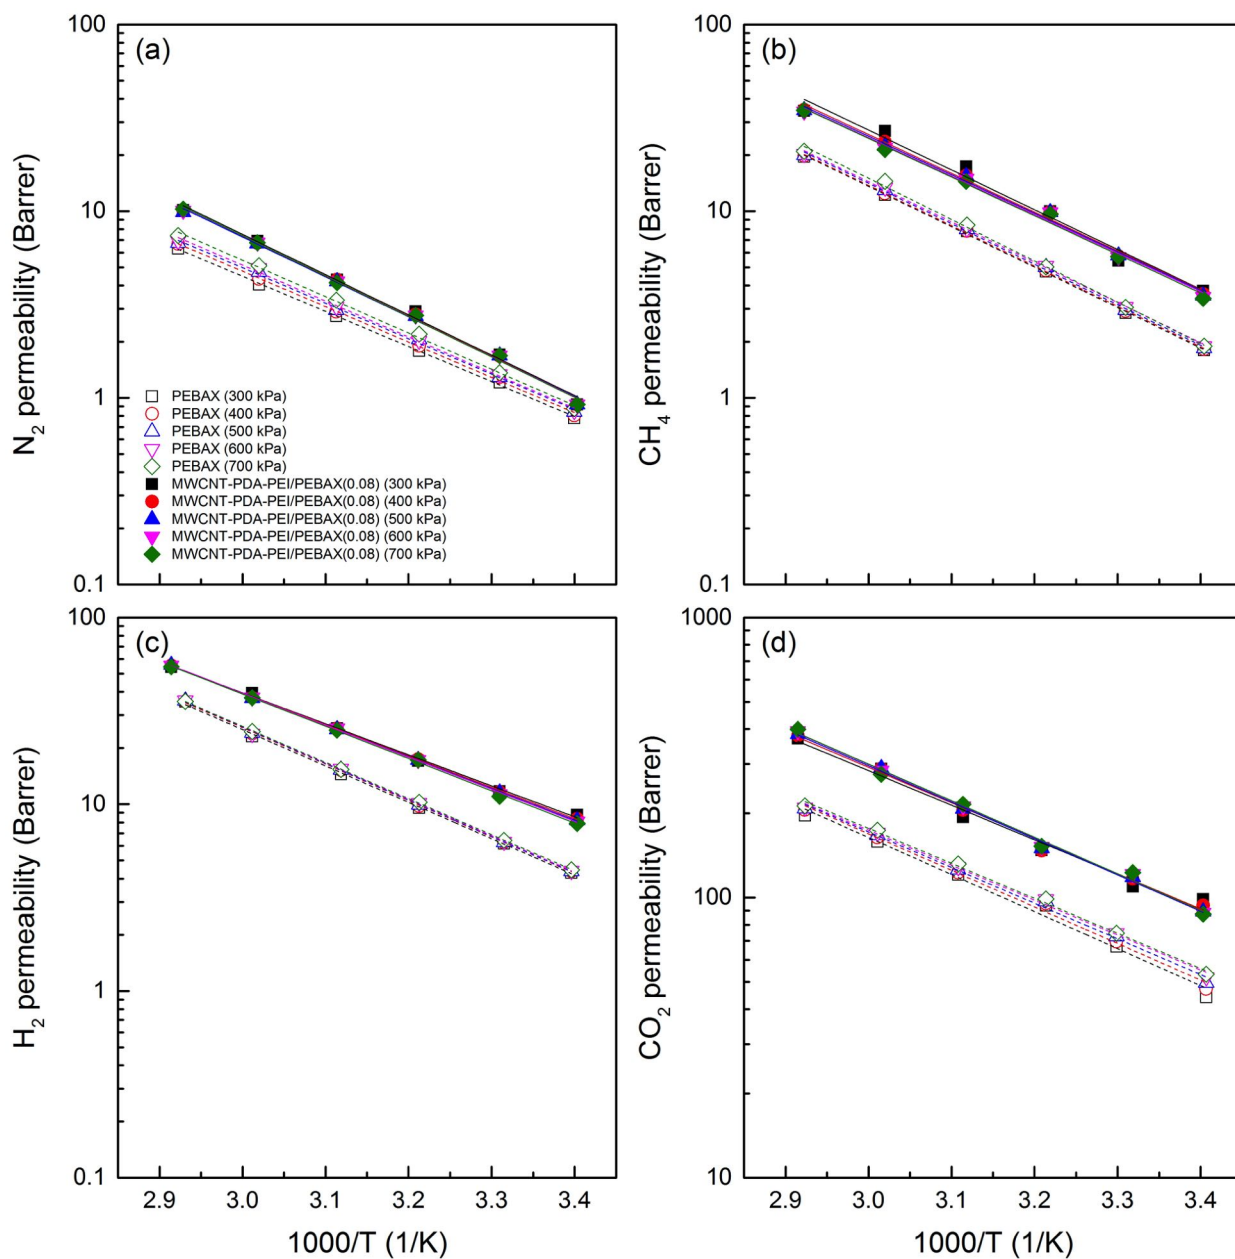 (a)
100
10
1
0.1
N₂ permeability (Barrer)
PEBAX (300 kPa)
PEBAX (400 kPa)
PEBAX (500 kPa)
PEBAX (600 kPa)
PEBAX (700 kPa)
MWCNT-PDA-PEI/PEBAX(0.08) (300 kPa)
MWCNT-PDA-PEI/PEBAX(0.08) (400 kPa)
MWCNT-PDA-PEI/PEBAX(0.08) (500 kPa)
MWCNT-PDA-PEI/PEBAX(0.08) (600 kPa)
MWCNT-PDA-PEI/PEBAX(0.08) (700 kPa)
(b)
100
10
1
0.1
CH₄ permeability (Barrer)
(c)
100
10
1
0.1
H₂ permeability (Barrer)
2.9 3.0 3.1 3.2 3.3 3.4
1000/T (1/K)
(d)
1000
100
10
CO₂ permeability (Barrer)
2.9 3.0 3.1 3.2 3.3 3.4
1000/T (1/K)